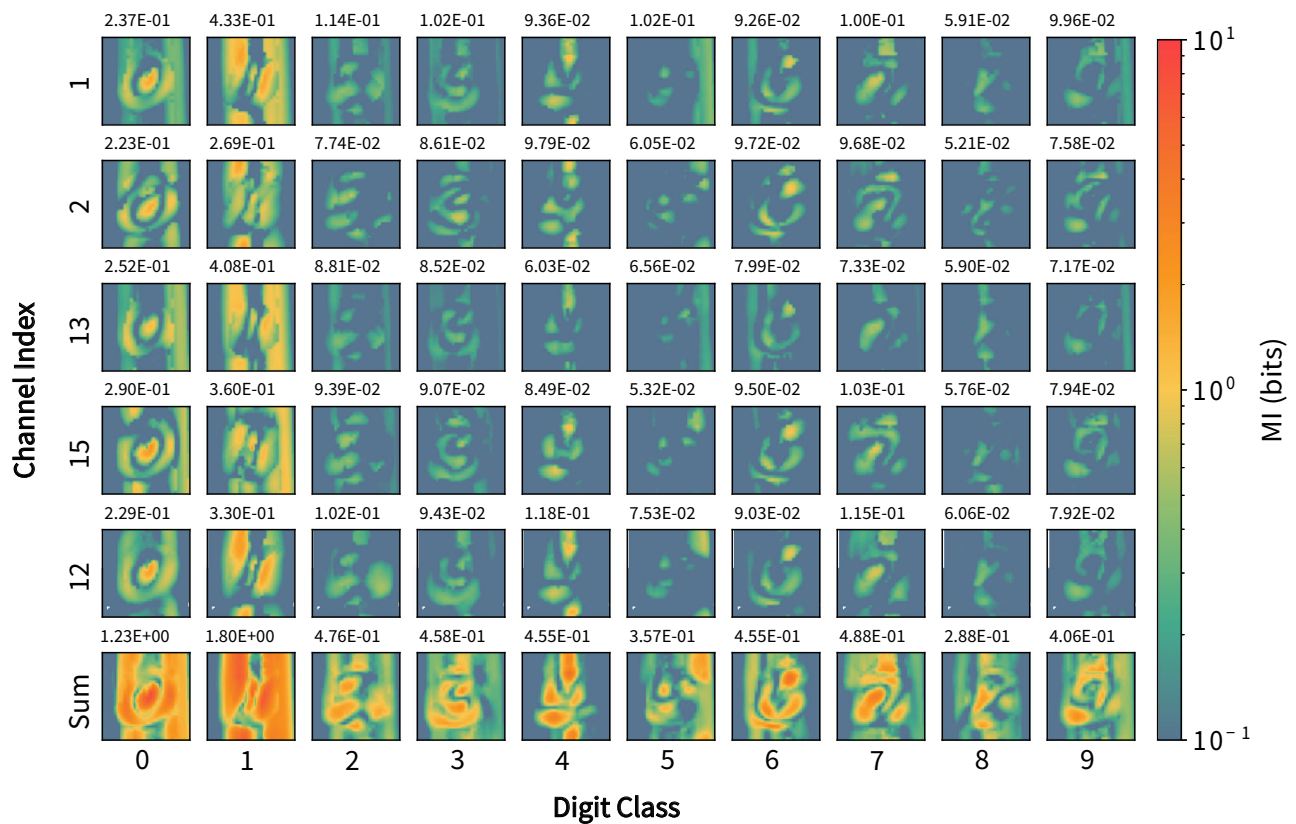 2.37E-01 4.33E-01 1.14E-01 1.02E-01 9.36E-02 1.02E-01 9.26E-02 1.00E-01 5.91E-02 9.96E-02
1
2.23E-01 2.69E-01 7.74E-02 8.61E-02 9.79E-02 6.05E-02 9.72E-02 9.68E-02 5.21E-02 7.58E-02
2
2.52E-01 4.08E-01 8.81E-02 8.52E-02 6.03E-02 6.56E-02 7.99E-02 7.33E-02 5.90E-02 7.17E-02
13
2.90E-01 3.60E-01 9.39E-02 9.07E-02 8.49E-02 5.32E-02 9.50E-02 1.03E-01 5.76E-02 7.94E-02
15
2.29E-01 3.30E-01 1.02E-01 9.43E-02 1.18E-01 7.53E-02 9.03E-02 1.15E-01 6.06E-02 7.92E-02
12
1.23E+00 1.80E+00 4.76E-01 4.58E-01 4.55E-01 3.57E-01 4.55E-01 4.88E-01 2.88E-01 4.06E-01
Sum
0 1 2 3 4 5 6 7 8 9
Digit Class
Channel Index
10¹
10⁰
10⁻¹
MI (bits)